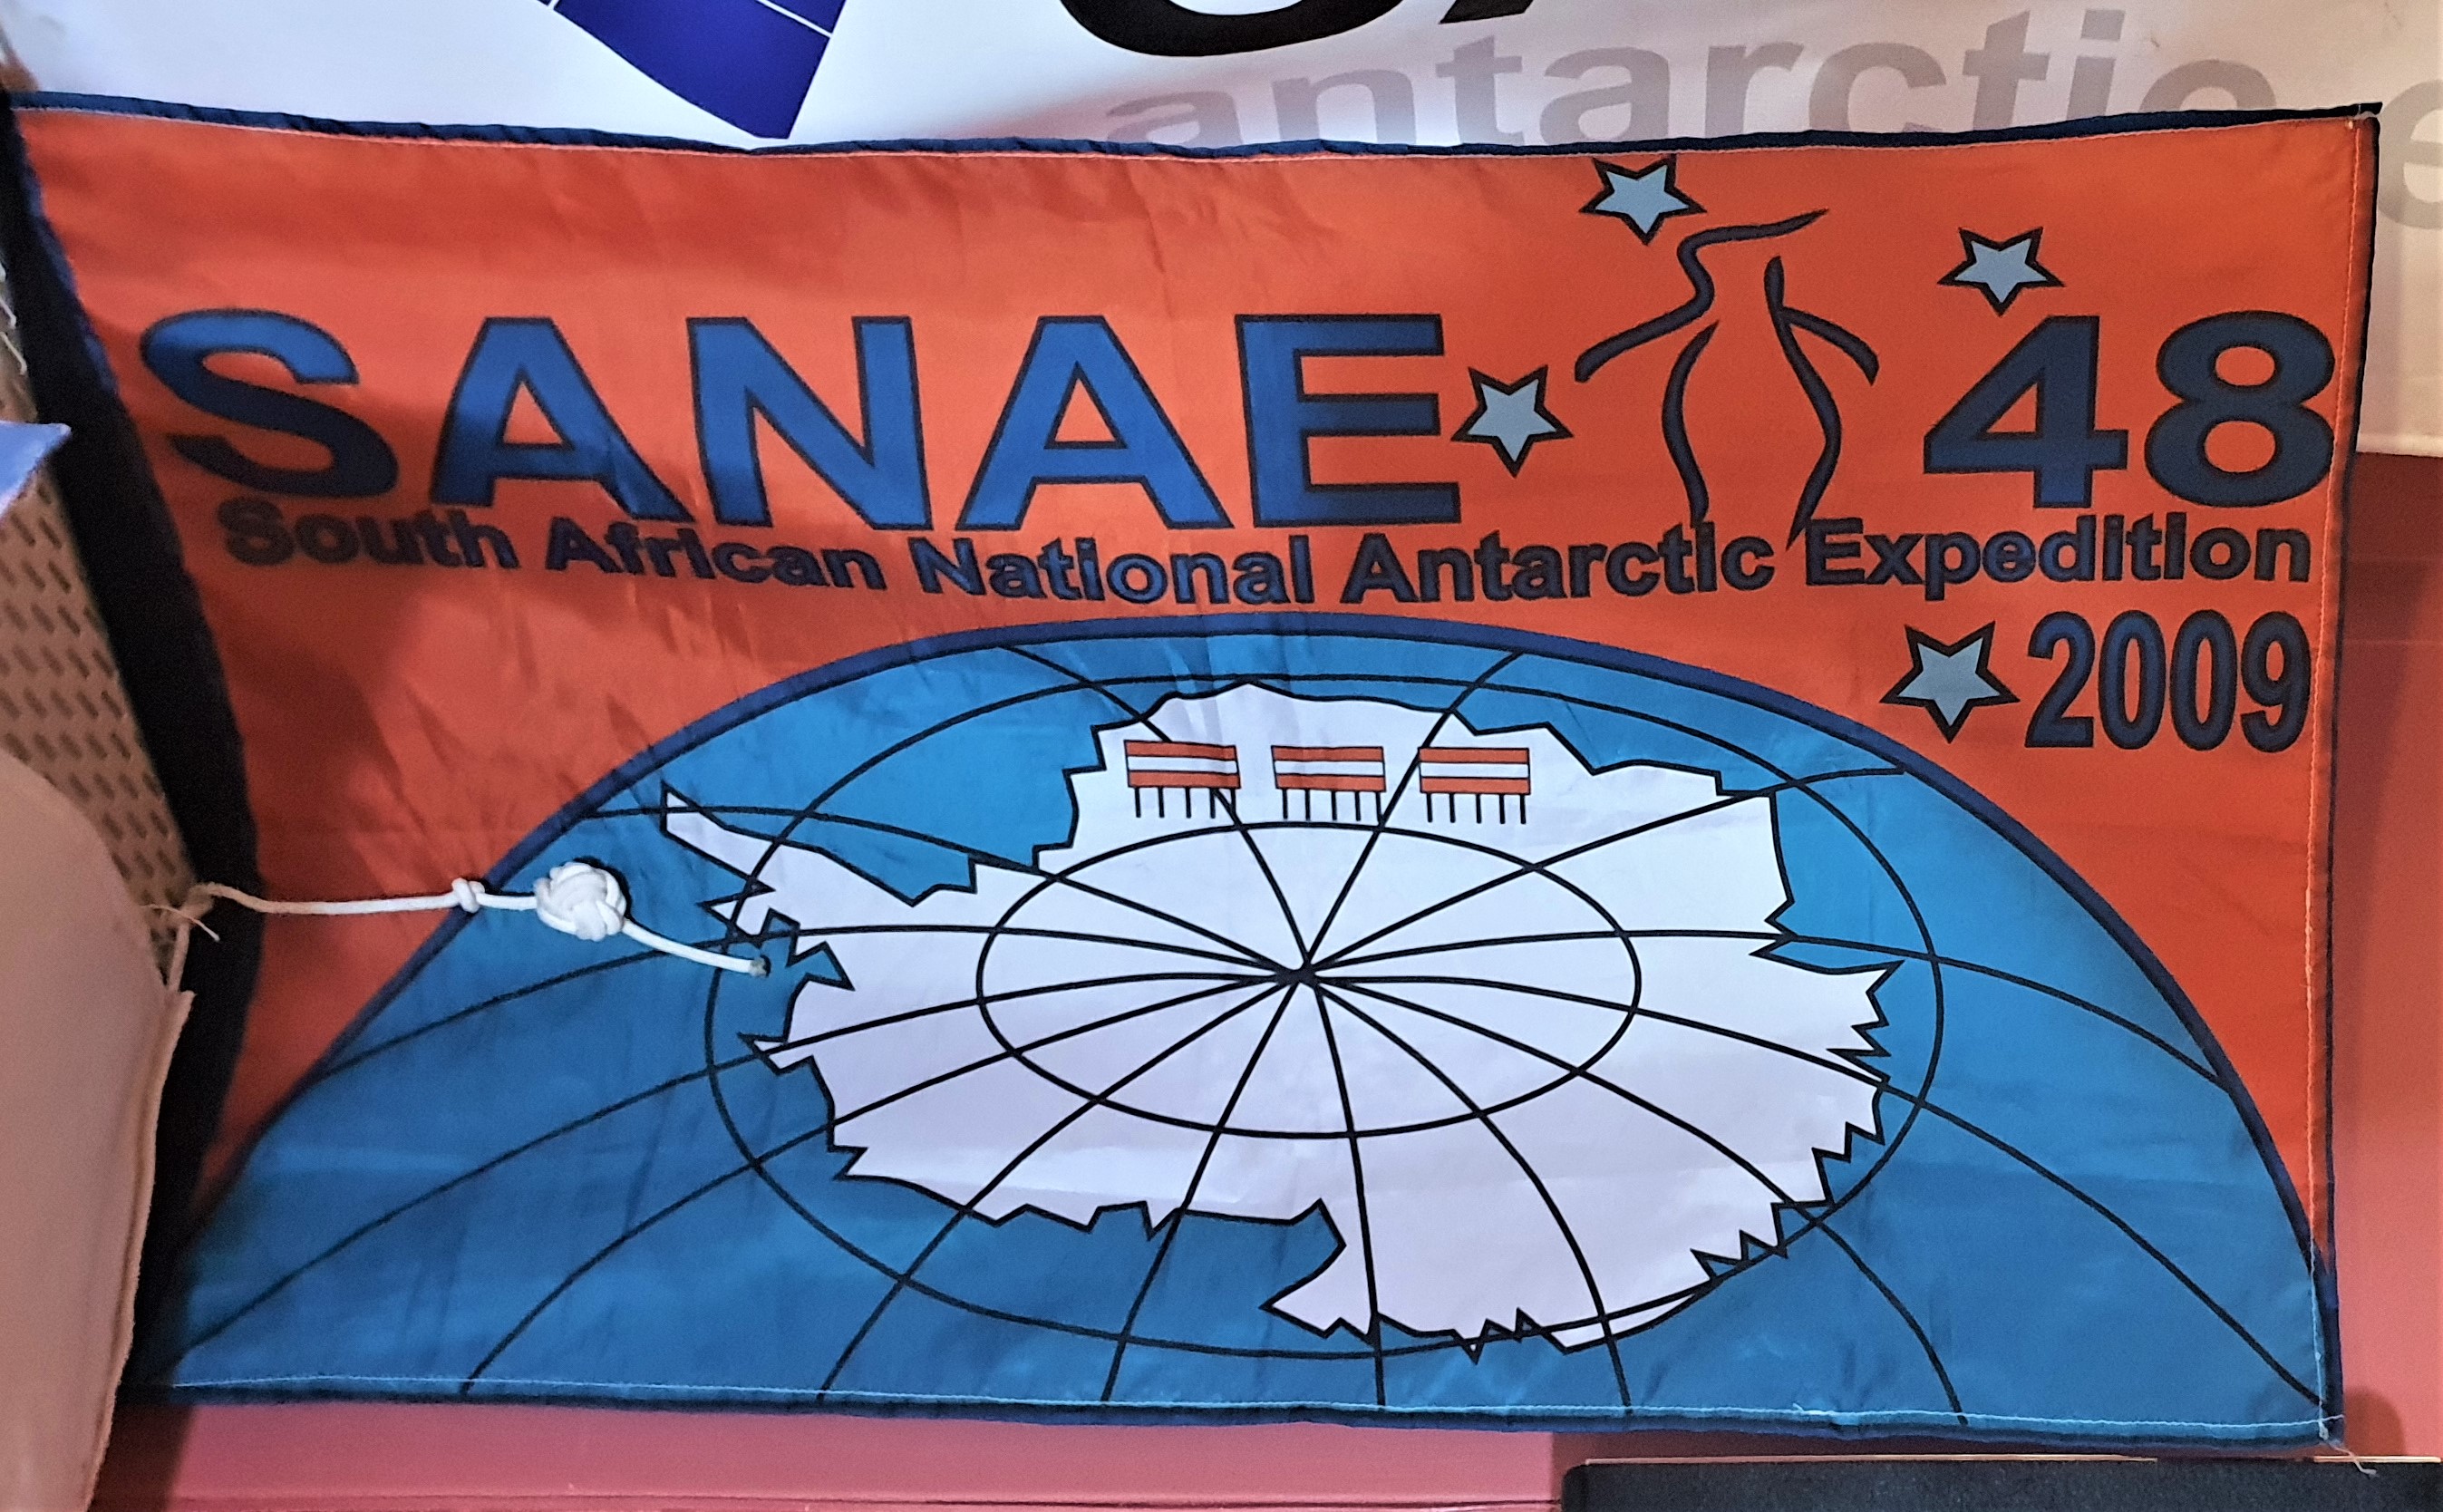 antarctic
SANAE 48
South African National Antarctic Expedition
2009